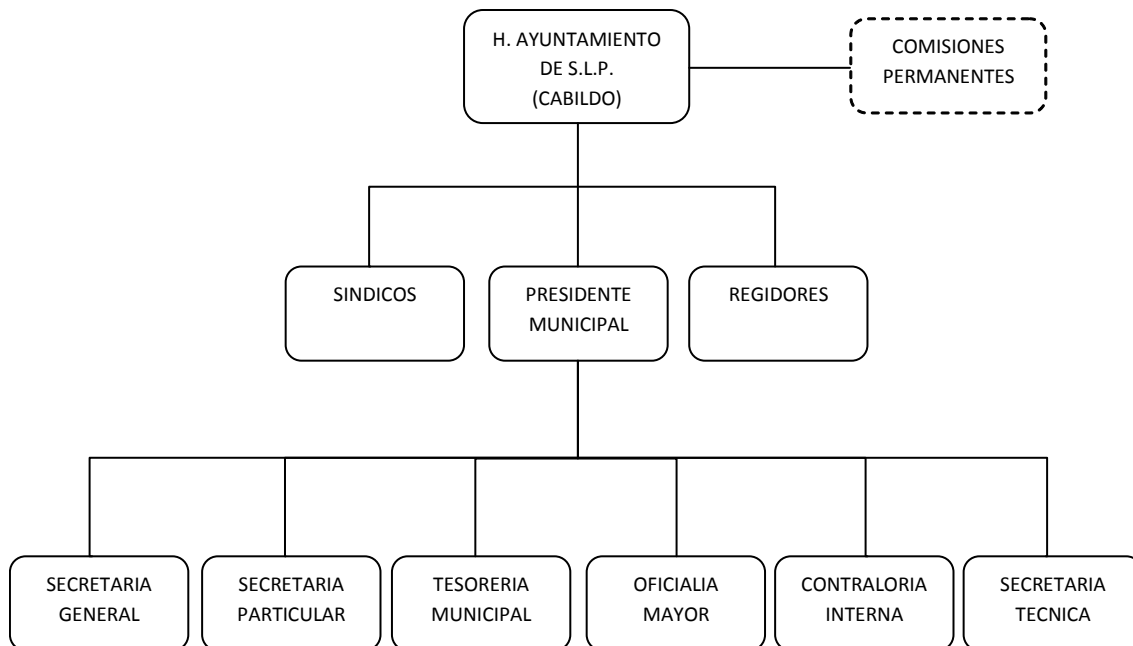 H. AYUNTAMIENTO
DE S.L.P.
(CABILDO)
COMISIONES
PERMANENTES
SINDICOS
PRESIDENTE
MUNICIPAL
REGIDORES
SECRETARIA
GENERAL
SECRETARIA
PARTICULAR
TESORERIA
MUNICIPAL
OFICIALIA
MAYOR
CONTRALORIA
INTERNA
SECRETARIA
TECNICA